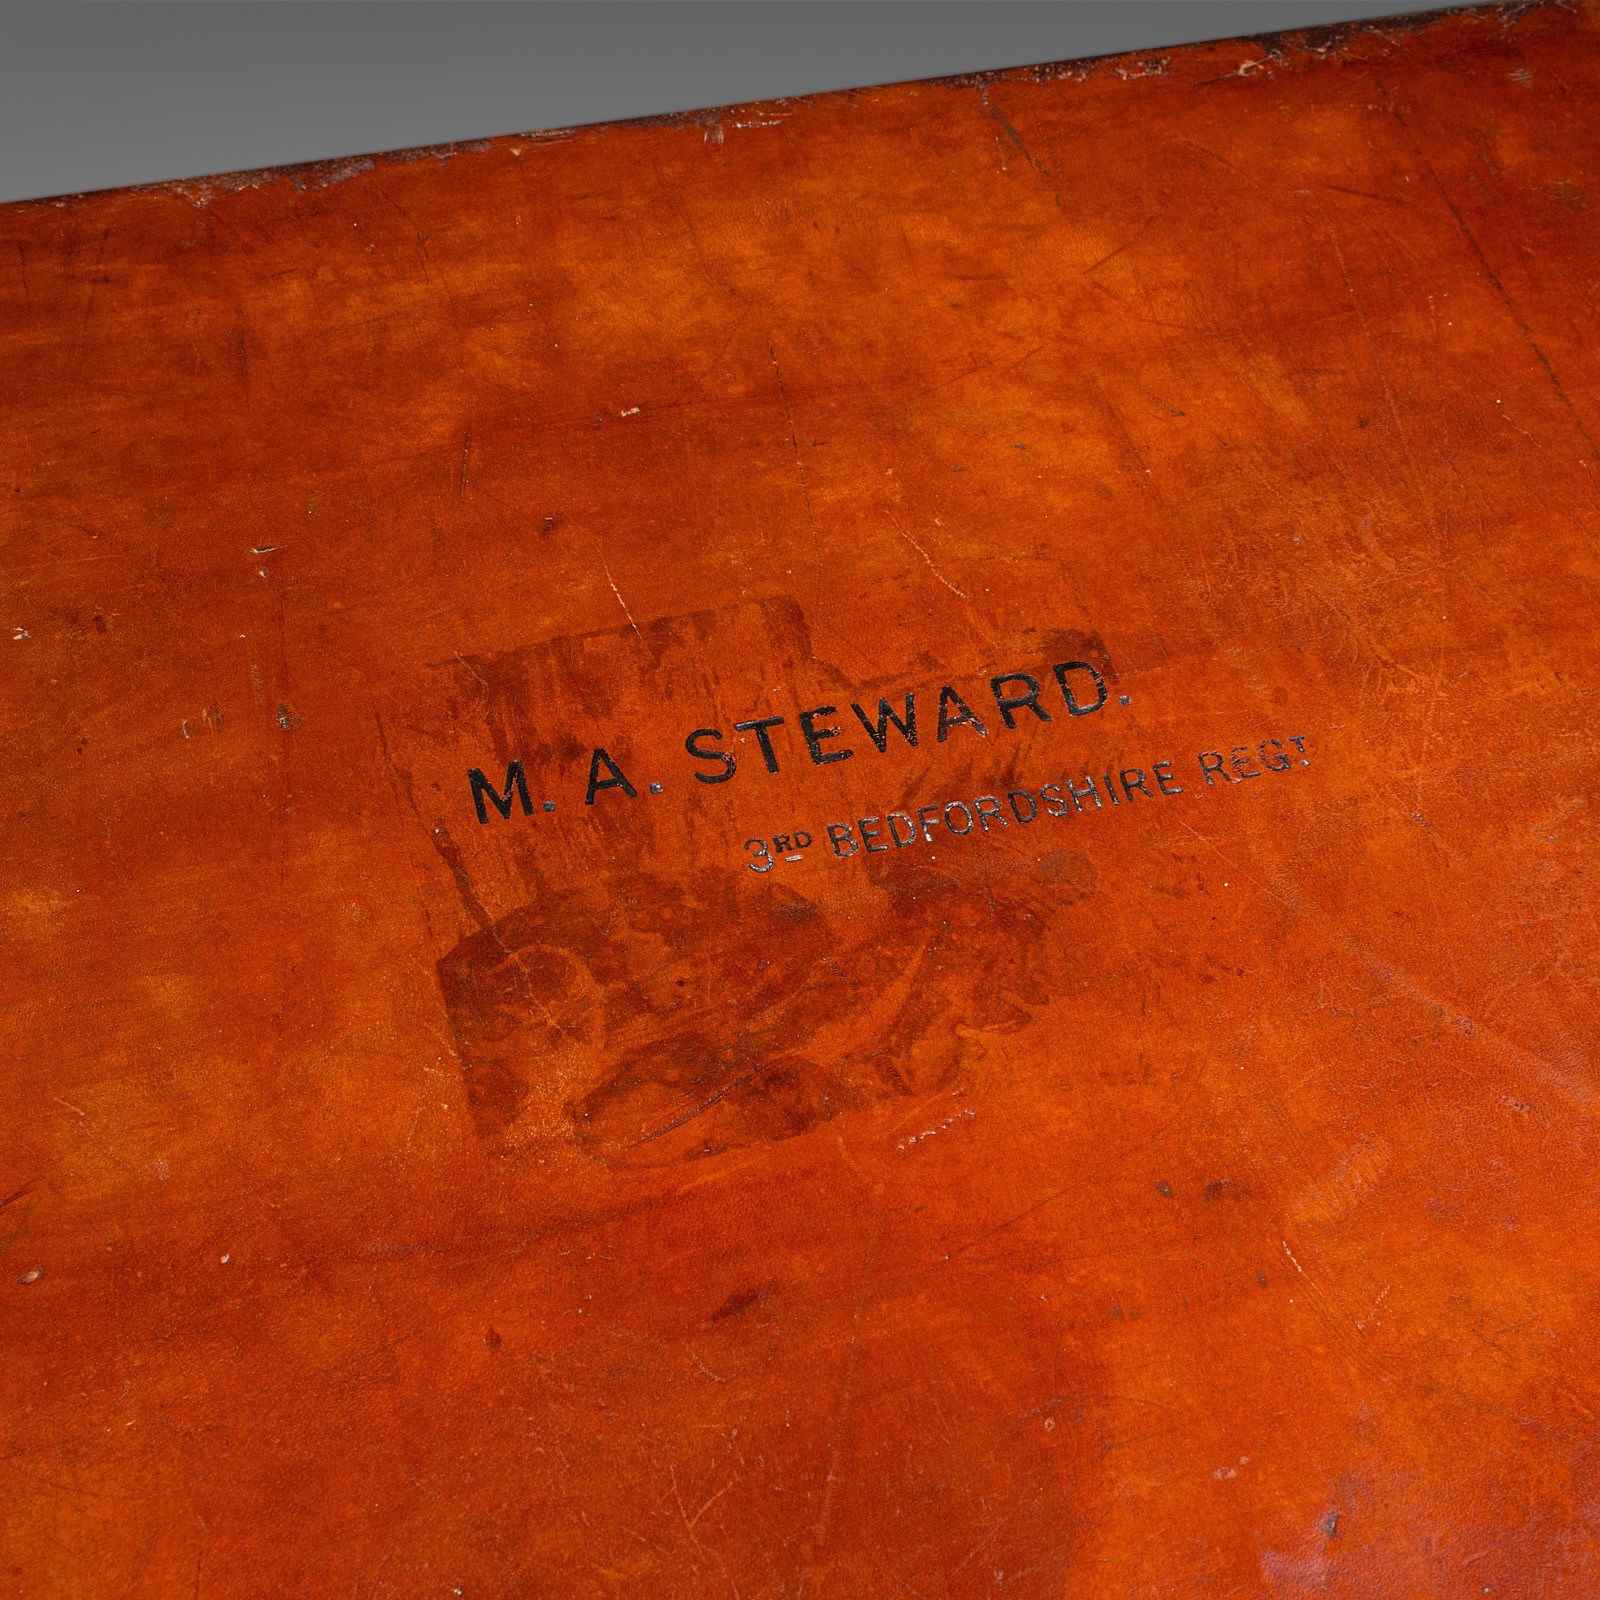 M. A. STEWARD.
3RD BEDFORDSHIRE REGT